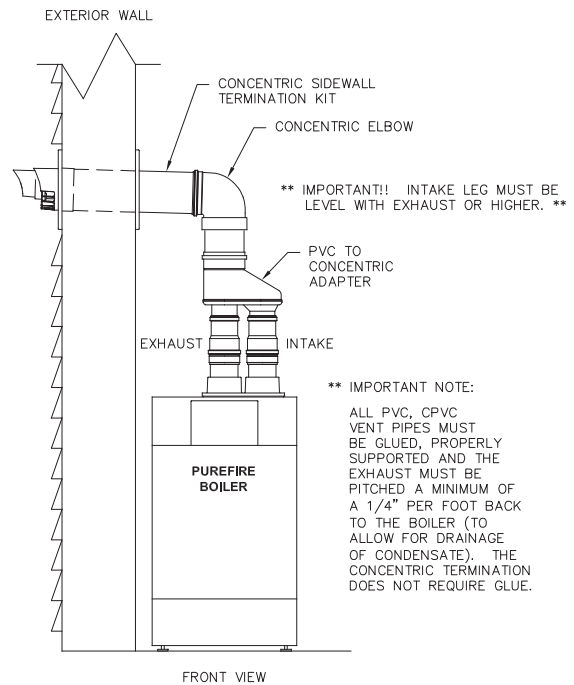 EXTERIOR WALL
CONCENTRIC SIDEWALL
TERMINATION KIT
CONCENTRIC ELBOW
** IMPORTANT!! INTAKE LEG MUST BE
LEVEL WITH EXHAUST OR HIGHER. **
PVC TO
CONCENTRIC
ADAPTER
EXHAUST
INTAKE
** IMPORTANT NOTE:
ALL PVC, CPVC
VENT PIPES MUST
BE GLUED, PROPERLY
SUPPORTED AND THE
EXHAUST MUST BE
PITCHED A MINIMUM OF
A 1/4" PER FOOT BACK
TO THE BOILER (TO
ALLOW FOR DRAINAGE
OF CONDENSATE). THE
CONCENTRIC TERMINATION
DOES NOT REQUIRE GLUE.
PUREFIRE
BOILER
FRONT VIEW